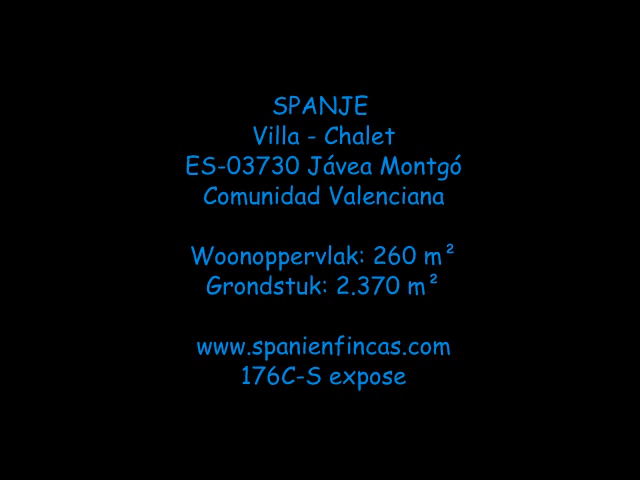 SPANJE
Villa - Chalet
ES-03730 Jávea Montgó
Comunidad Valenciana
Woonoppervlak: 260 m²
Grondstuk: 2.370 m²
www.spanienfincas.com
176C-S expose